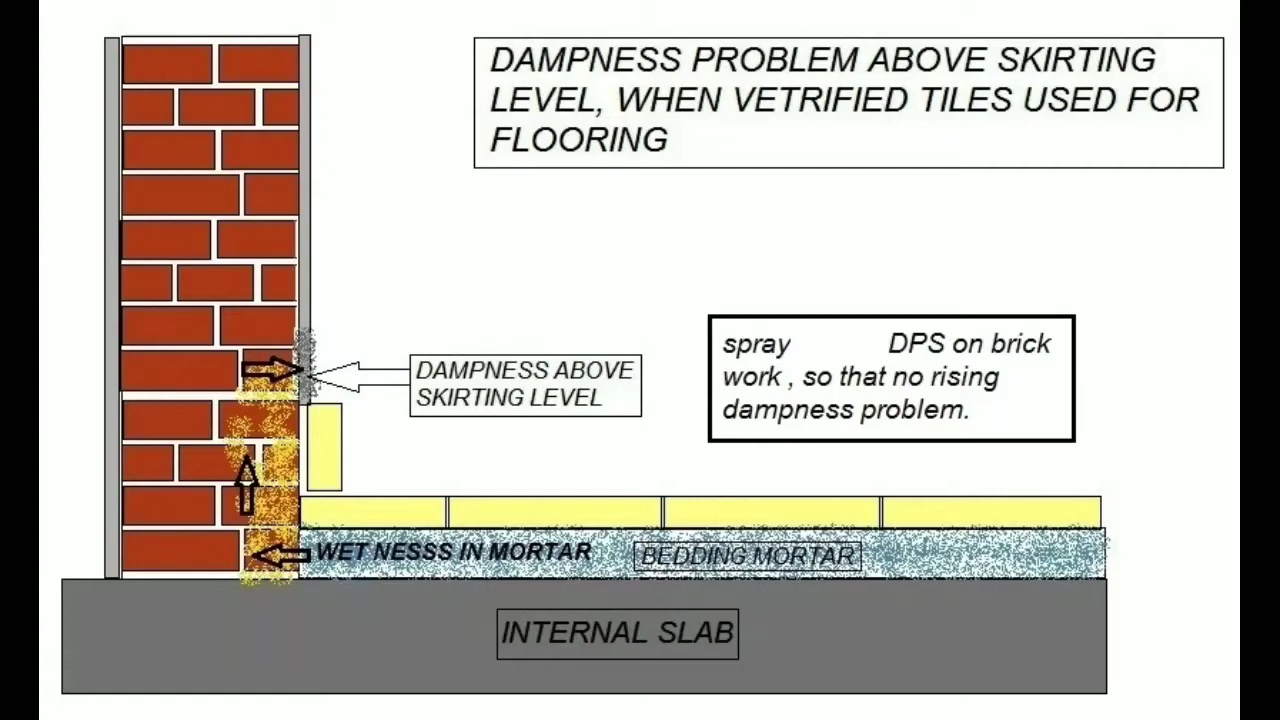 DAMPNESS PROBLEM ABOVE SKIRTING
LEVEL, WHEN VETRIFIED TILES USED FOR
FLOORING
spray DPS on brick
work , so that no rising
dampness problem.
DAMPNESS ABOVE
SKIRTING LEVEL
WET NESSS IN MORTAR
BEDDING MORTAR
INTERNAL SLAB